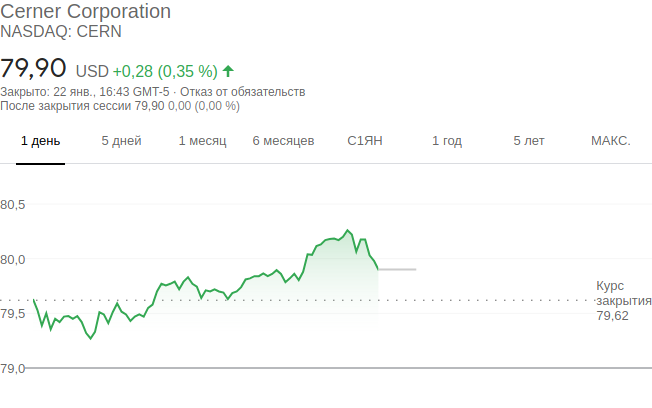 Cerner Corporation
NASDAQ: CERN
79,90 USD +0,28 (0,35 %)
Закрыто: 22 янв., 16:43 GMT-5 · Отказ от обязательств
После закрытия сессии 79,90 0,00 (0,00 %)
1 день 5 дней 1 месяц 6 месяцев С1ЯН 1 год 5 лет МАКС.
80,5
80,0
Курс
закрытия
79,62
79,5
79,0